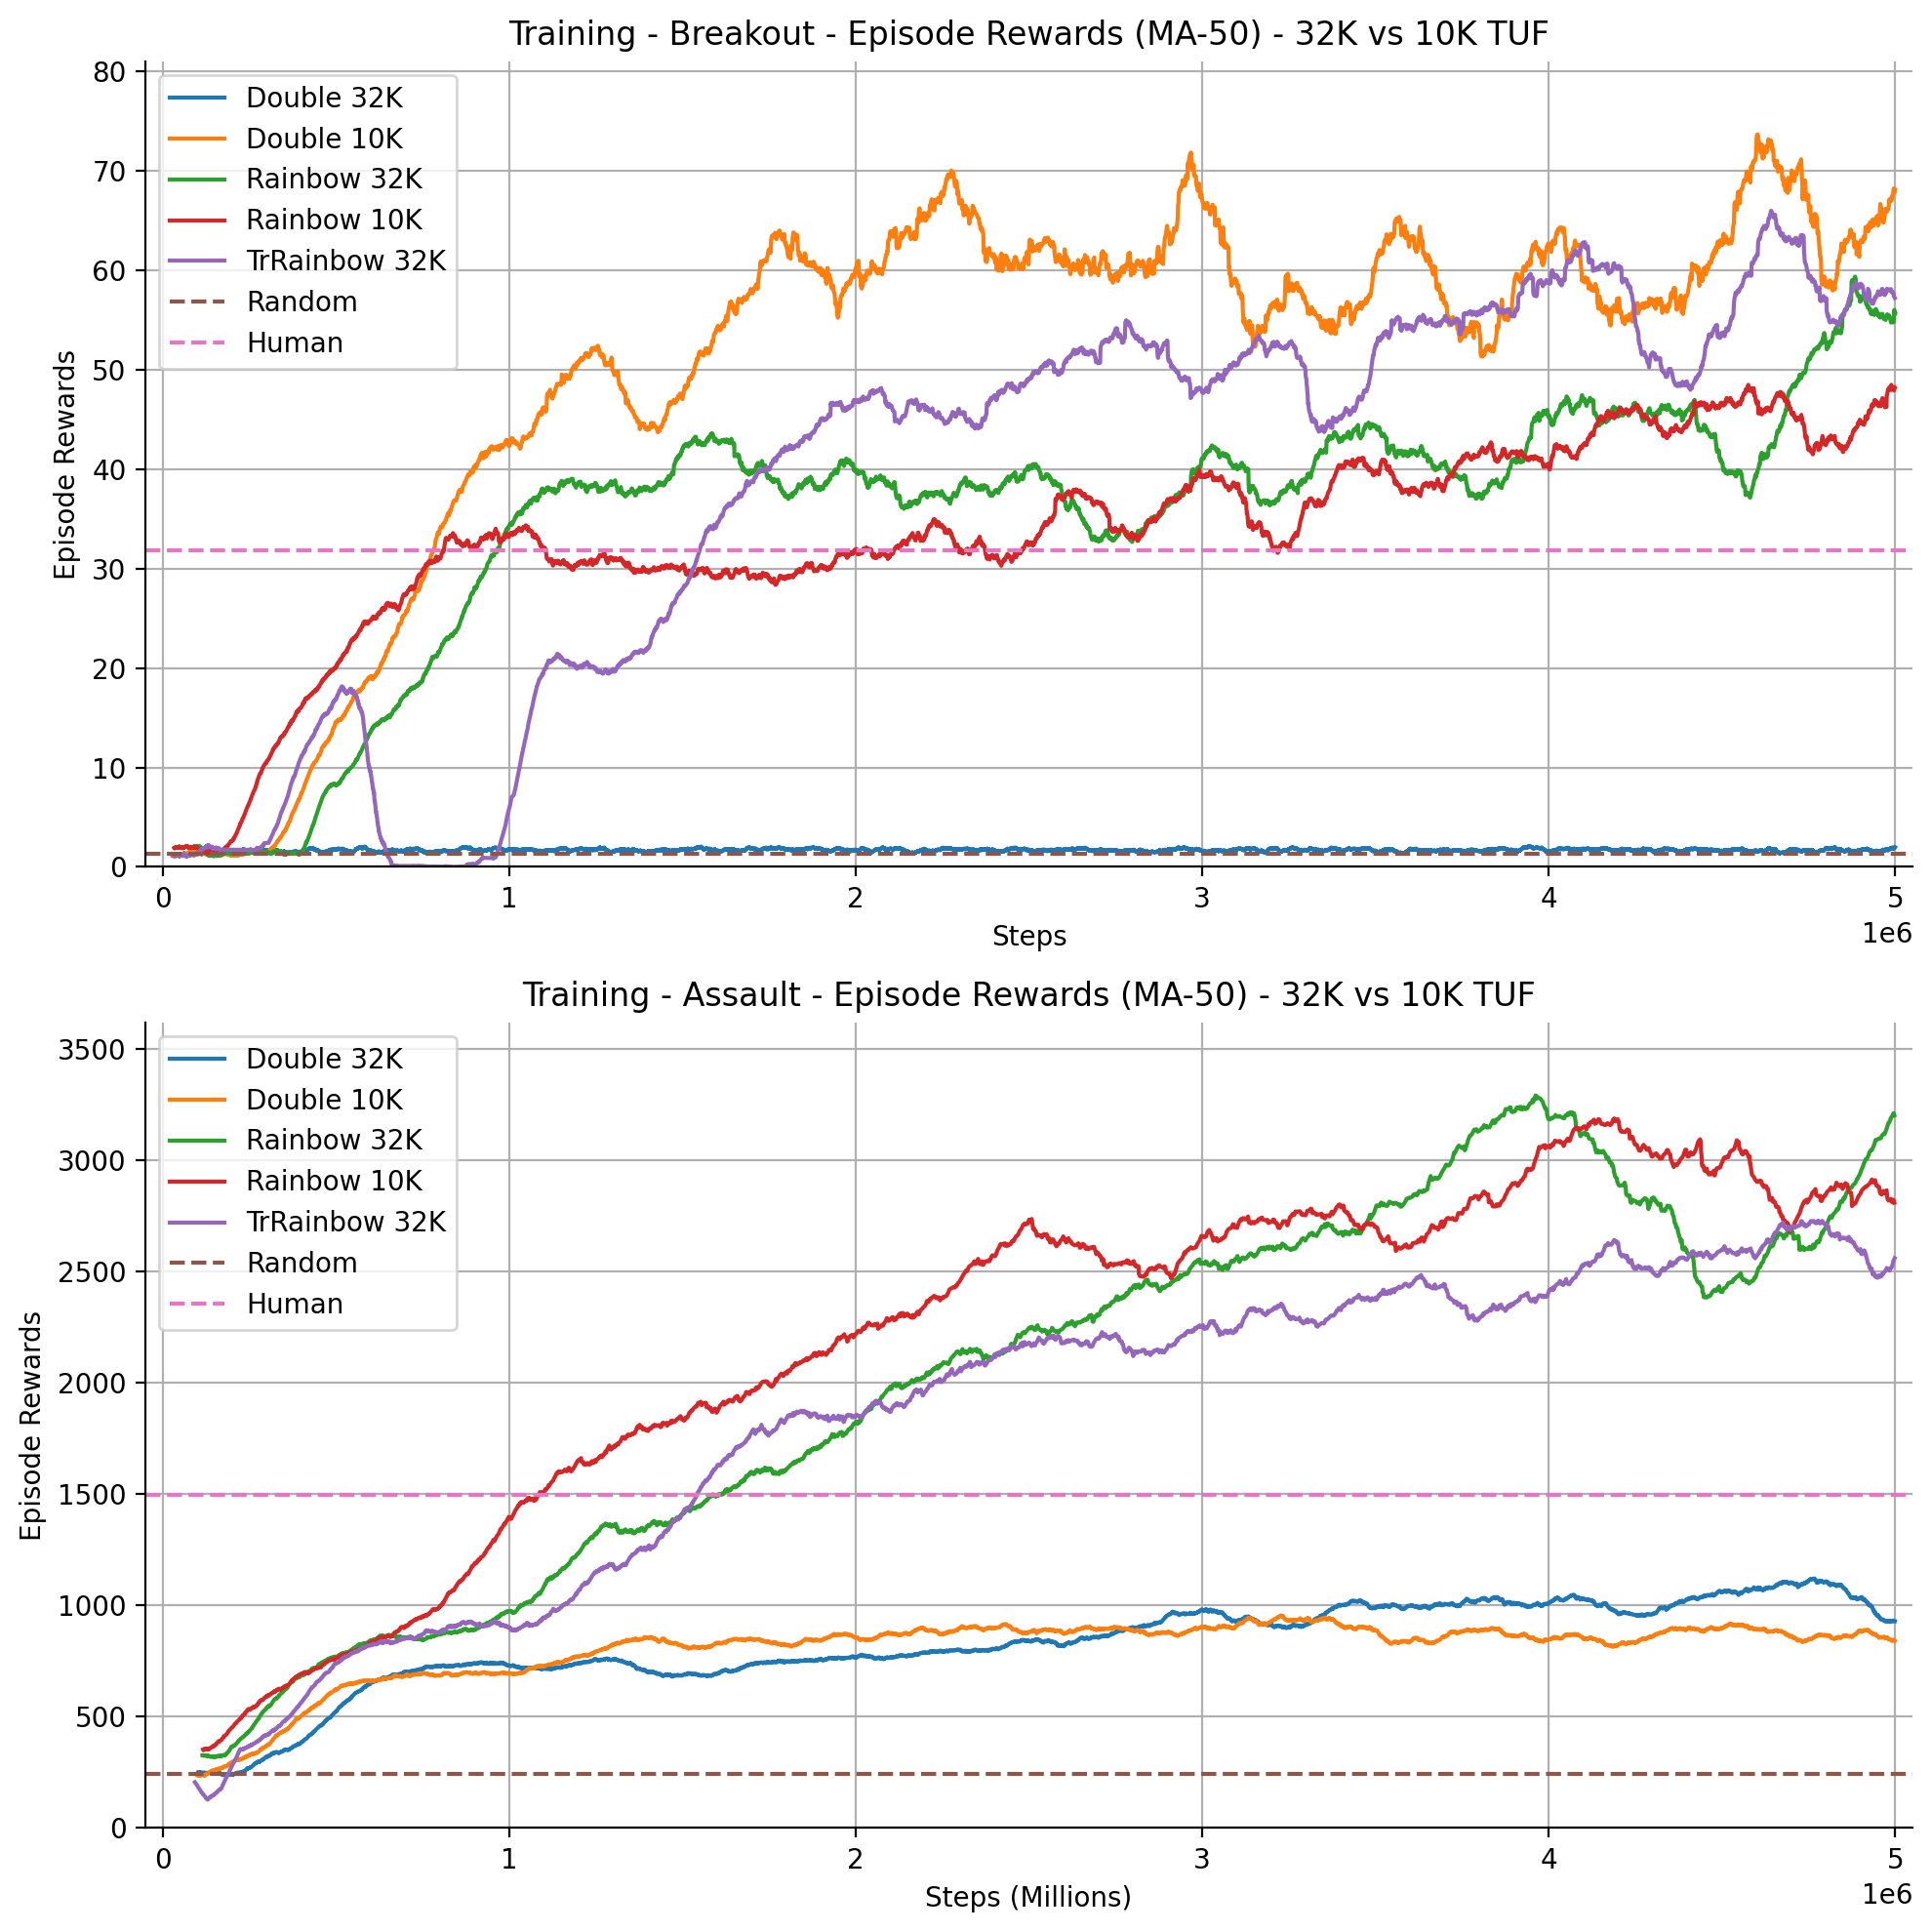 Training - Breakout - Episode Rewards (MA-50) - 32K vs 10K TUF
80
70
60
50
40
30
20
10
0
Episode Rewards
Double 32K
Double 10K
Rainbow 32K
Rainbow 10K
TrRainbow 32K
Random
Human
0 1 2 3 4 5
1e6
Steps
Training - Assault - Episode Rewards (MA-50) - 32K vs 10K TUF
3500
3000
2500
2000
1500
1000
500
0
Episode Rewards
Double 32K
Double 10K
Rainbow 32K
Rainbow 10K
TrRainbow 32K
Random
Human
0 1 2 3 4 5
1e6
Steps (Millions)